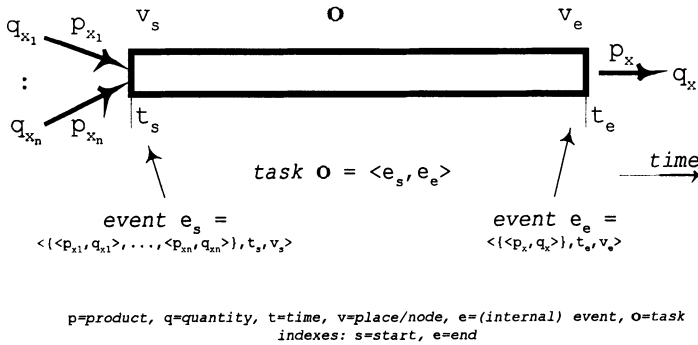 v_s O v_e
q_x₁ p_x₁ p_x q_x
:
q_xₙ p_xₙ t_s t_e
task O = <e_s,e_e> time
event e_s = event e_e =
<{<p_x1,q_x1>,...,<p_xn,q_xn>},t_s,v_s> <{<p_x,q_x>},t_e,v_e>
p=product, q=quantity, t=time, v=place/node, e=(internal) event, O=task
indexes: s=start, e=end